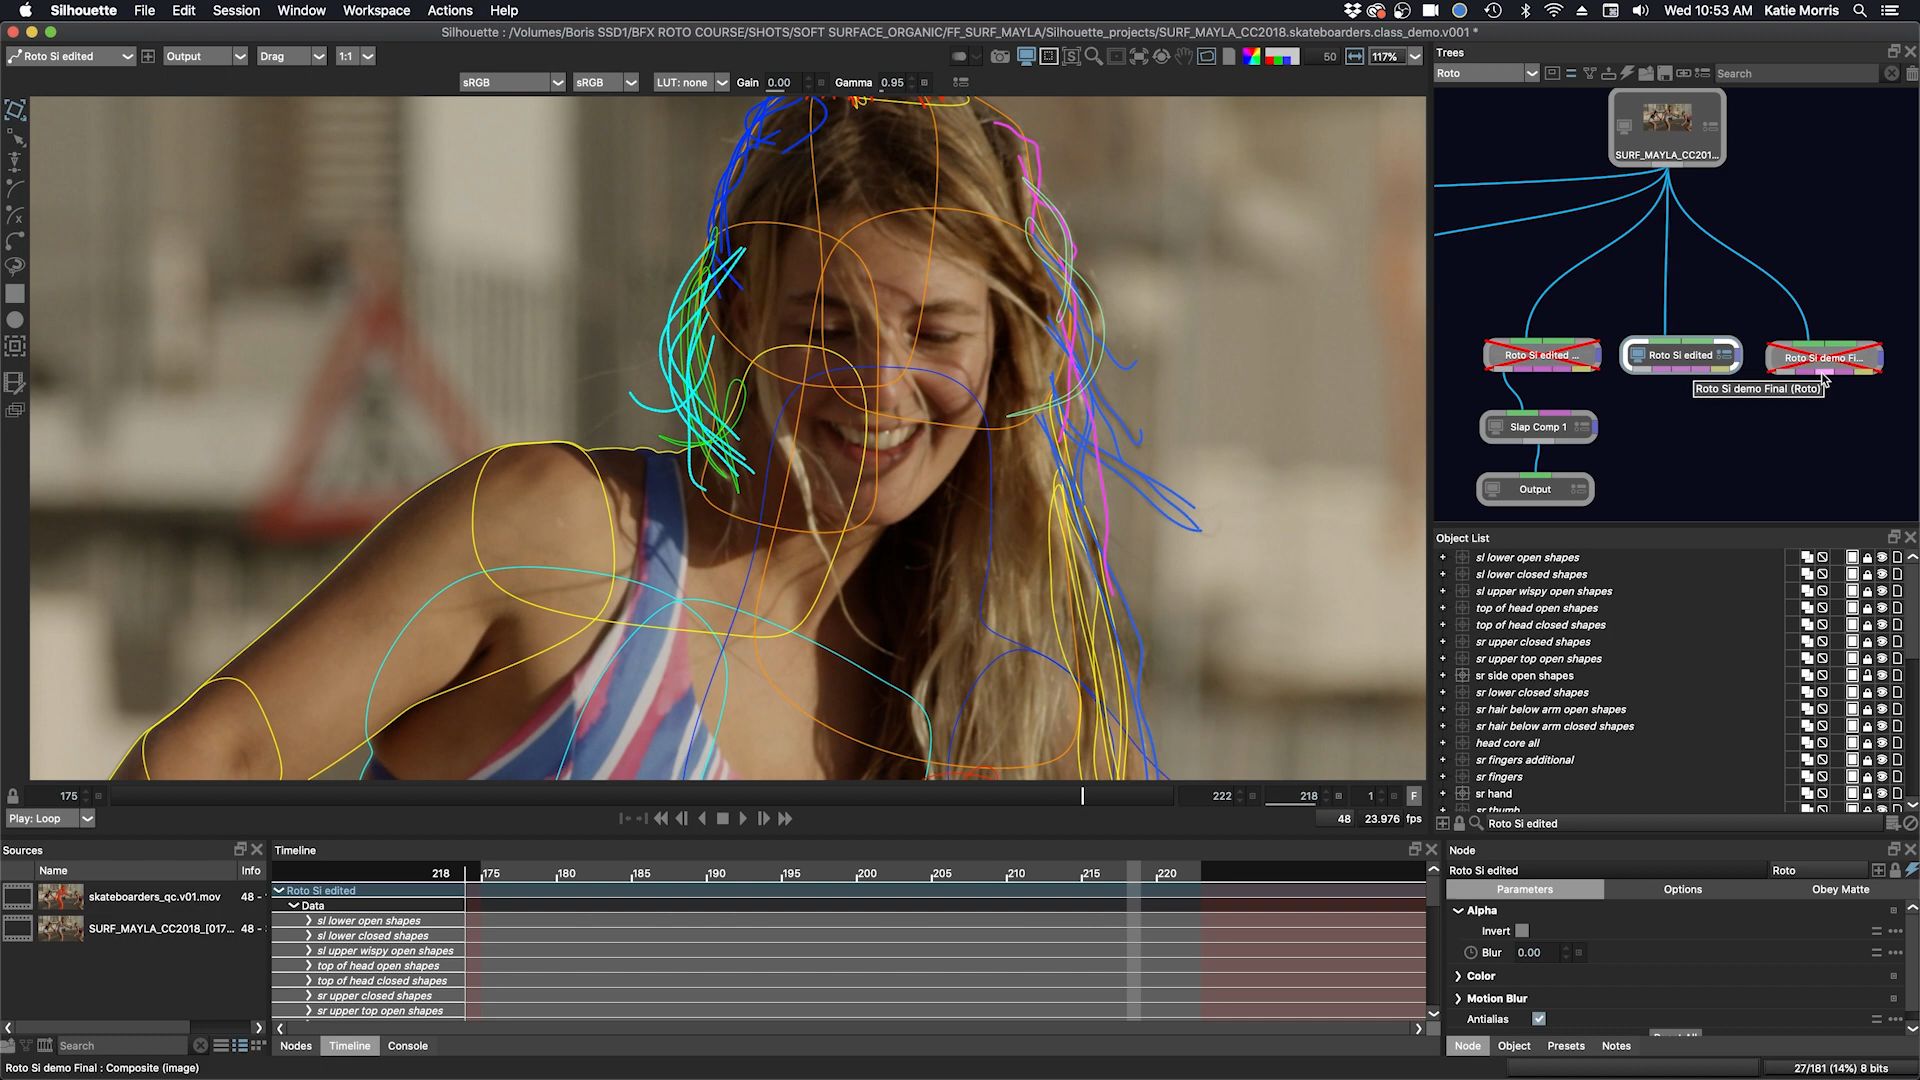 Silhouette File Edit Session Window Workspace Actions Help Wed 10:53 AM Katie Morris
Silhouette : /Volumes/Boris SSD1/BFX ROTO COURSE/SHOTS/SOFT SURFACE_ORGANIC/FF_SURF_MAYLA/Silhouette_projects/SURF_MAYLA_CC2018.skateboarders.class_demo.v001 *
Roto Si edited Output Drag 1:1 50 117%
sRGB sRGB LUT: none Gain 0.00 Gamma 0.95
Trees
Roto Search
SURF_MAYLA_CC201...
Roto Si edited ... Roto Si edited Roto Si demo Fi...
Roto Si demo Final (Roto)
Slap Comp 1
Output
Object List
sl lower open shapes
sl lower closed shapes
sl upper wispy open shapes
top of head open shapes
top of head closed shapes
sr upper closed shapes
sr upper top open shapes
sr side open shapes
sr lower closed shapes
sr hair below arm open shapes
sr hair below arm closed shapes
head core all
sr fingers additional
sr fingers
sr hand
sr thumb
Roto Si edited
175 222 218 1 F
Play: Loop 48 23.976 fps
Sources
Name Info
skateboarders_qc.v01.mov 48 -
SURF_MAYLA_CC2018_[017... 48 -
Search
Timeline
218 175 180 185 190 195 200 205 210 215 220
Roto Si edited
Data
sl lower open shapes
sl lower closed shapes
sl upper wispy open shapes
top of head open shapes
top of head closed shapes
sr upper closed shapes
sr upper top open shapes
Nodes Timeline Console
Node
Roto Si edited Roto
Parameters Options Obey Matte
Alpha
Invert
Blur 0.00
Color
Motion Blur
Antialias
Node Object Presets Notes
Roto Si demo Final : Composite (image) 27/181 (14%) 8 bits